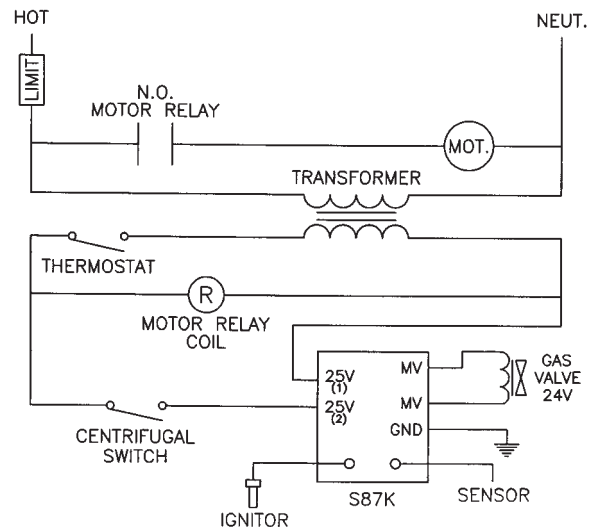 HOT
NEUT.
LIMIT
N.O.
MOTOR RELAY
MOT.
TRANSFORMER
THERMOSTAT
R
MOTOR RELAY
COIL
25V
(1)
25V
(2)
MV
MV
GND
GAS
VALVE
24V
CENTRIFUGAL
SWITCH
S87K
IGNITOR
SENSOR